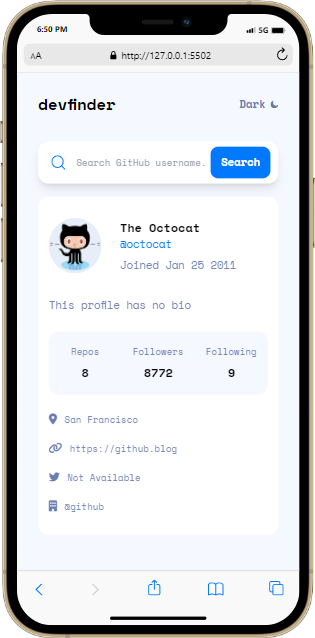 6:50 PM
5G
AA
http://127.0.0.1:5502
devfinder
Dark
Search GitHub username.
Search
The Octocat
@octocat
Joined Jan 25 2011
This profile has no bio
Repos Followers Following
8 8772 9
San Francisco
https://github.blog
Not Available
@github